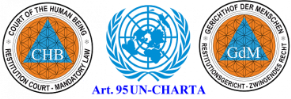 COURT OF THE HUMAN BEING
CHB
RESTITUTION COURT - MANDATORY LAW
Art. 95 UN-CHARTA
GERICHTHOF DER MENSCHEN
GdM
RESTITUTIONSGERICHT - ZWINGENDES RECHT